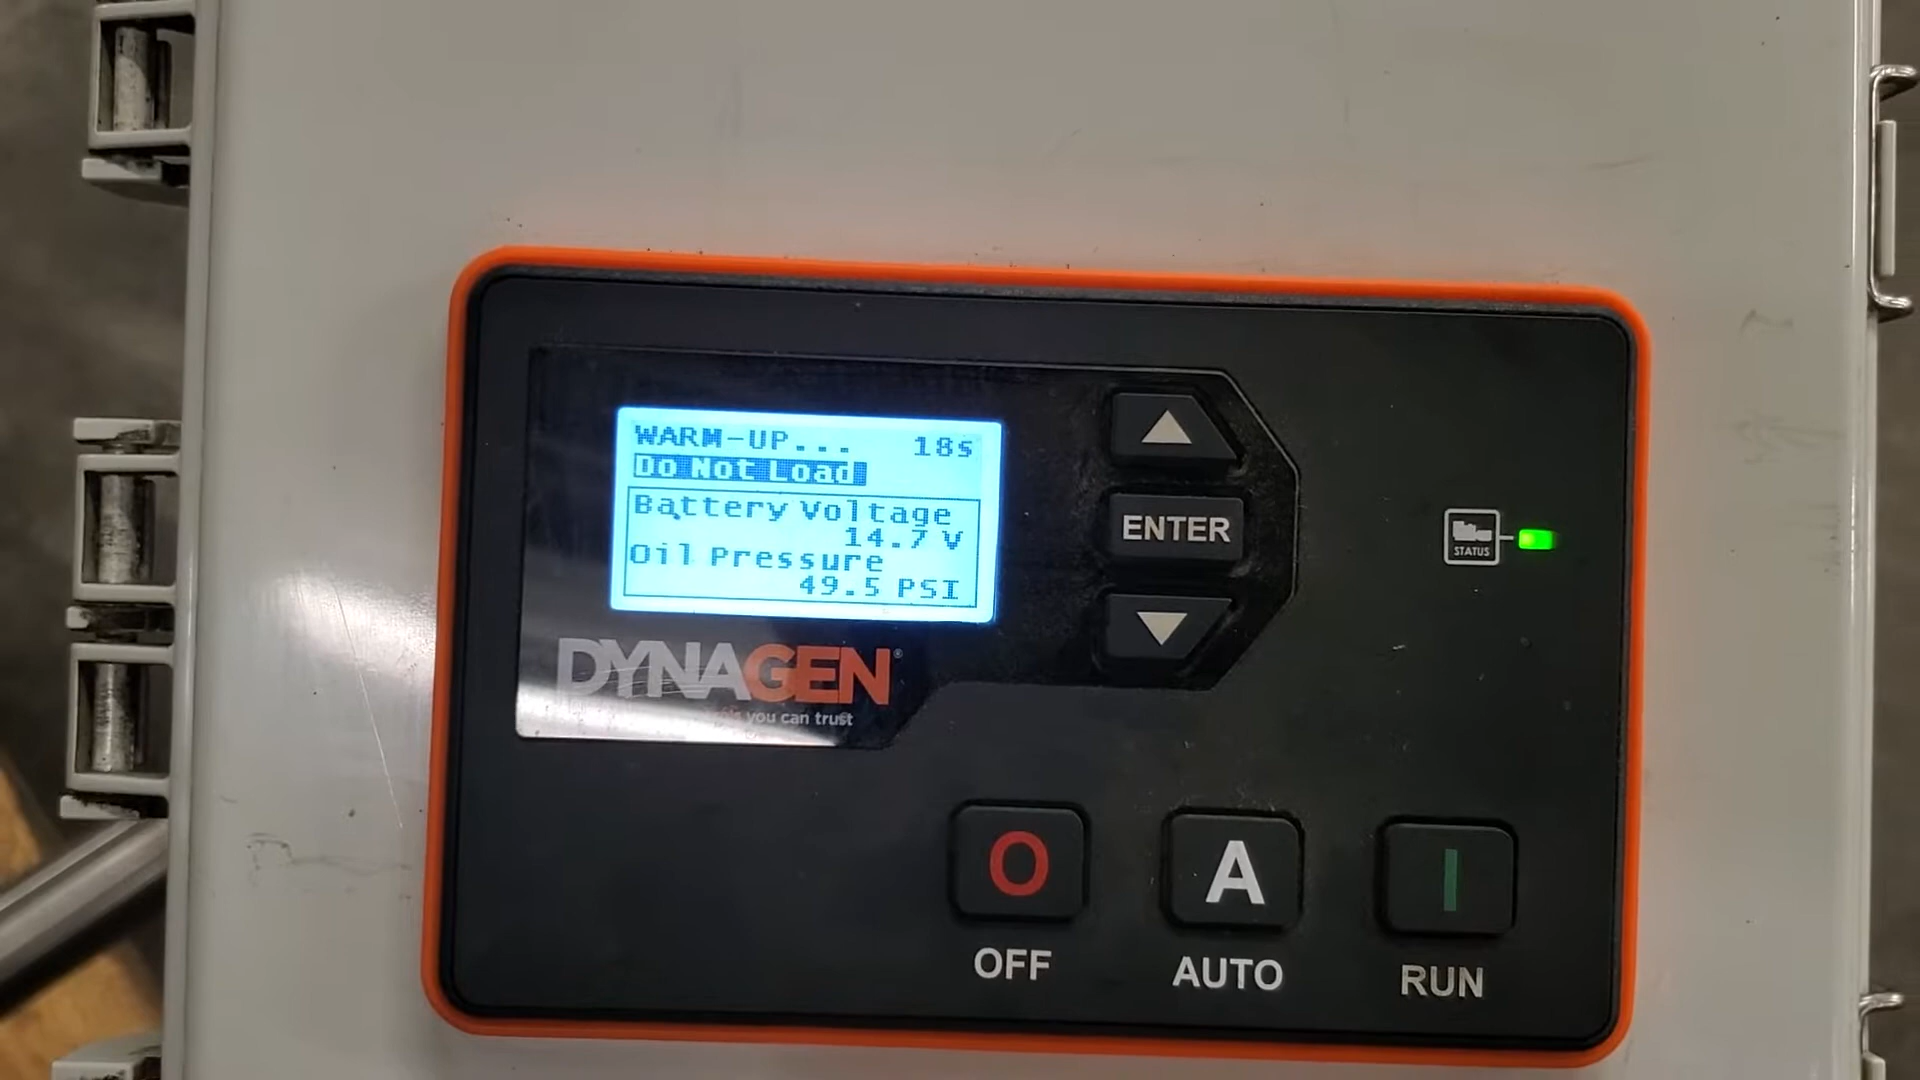 WARM-UP... 18s
Do Not Load
Battery Voltage
14.7 V
Oil Pressure
49.5 PSI
ENTER
STATUS
DYNAGEN®
you can trust
O A I
OFF AUTO RUN